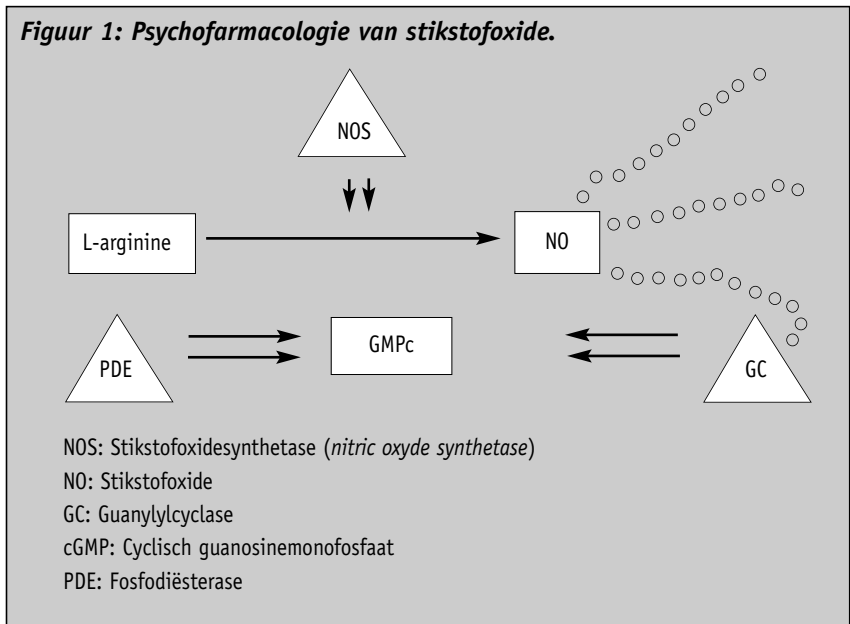 Figuur 1: Psychofarmacologie van stikstofoxide.
NOS
L-arginine
NO
PDE
GMPc
GC
NOS: Stikstofoxidesynthetase (nitric oxyde synthetase)
NO: Stikstofoxide
GC: Guanylylcyclase
cGMP: Cyclisch guanosinemonofosfaat
PDE: Fosfodiësterase